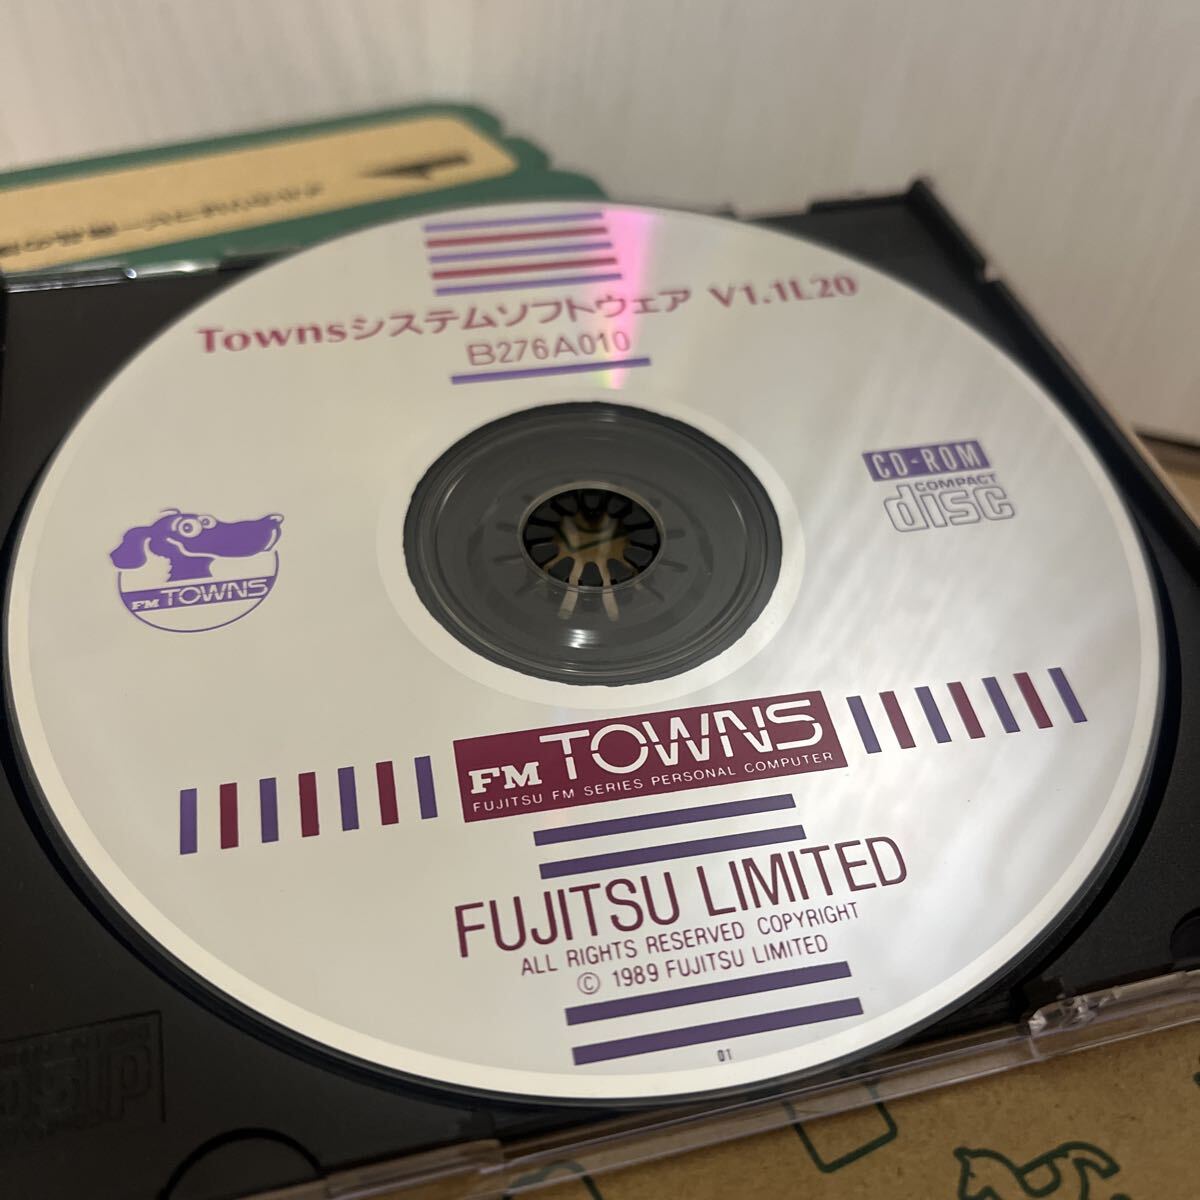 Townsシステムソフトウェア V1.1L20
B276A010
CD-ROM
COMPACT
disc
FM TOWNS
FM TOWNS
FUJITSU FM SERIES PERSONAL COMPUTER
FUJITSU LIMITED
ALL RIGHTS RESERVED COPYRIGHT
© 1989 FUJITSU LIMITED
01